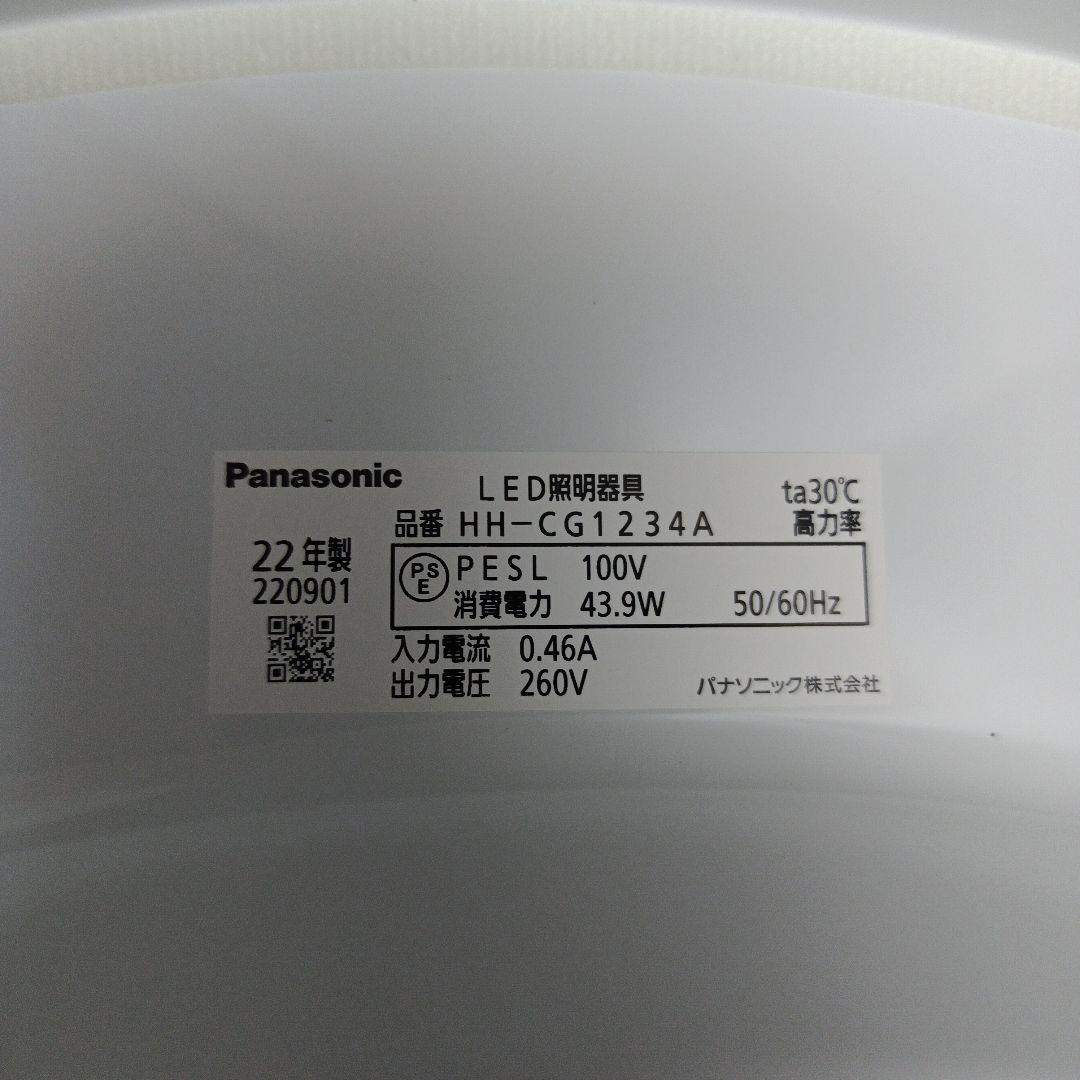 Panasonic
LED照明器具
ta30℃
品番 HH-CG1234A
高力率
22年製
220901
PSE PESL 100V
消費電力 43.9W 50/60Hz
入力電流 0.46A
出力電圧 260V
パナソニック株式会社